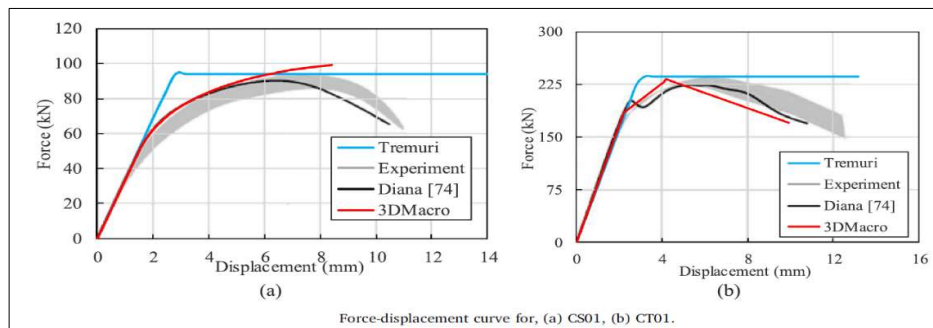 120
100
80
60
40
20
0
Force (kN)
0 2 4 6 8 10 12 14
Displacement (mm)
Tremuri
Experiment
Diana [74]
3DMacro
(a)
300
225
150
75
0
Force (kN)
0 4 8 12 16
Displacement (mm)
Tremuri
Experiment
Diana [74]
3DMacro
(b)
Force-displacement curve for, (a) CS01, (b) CT01.